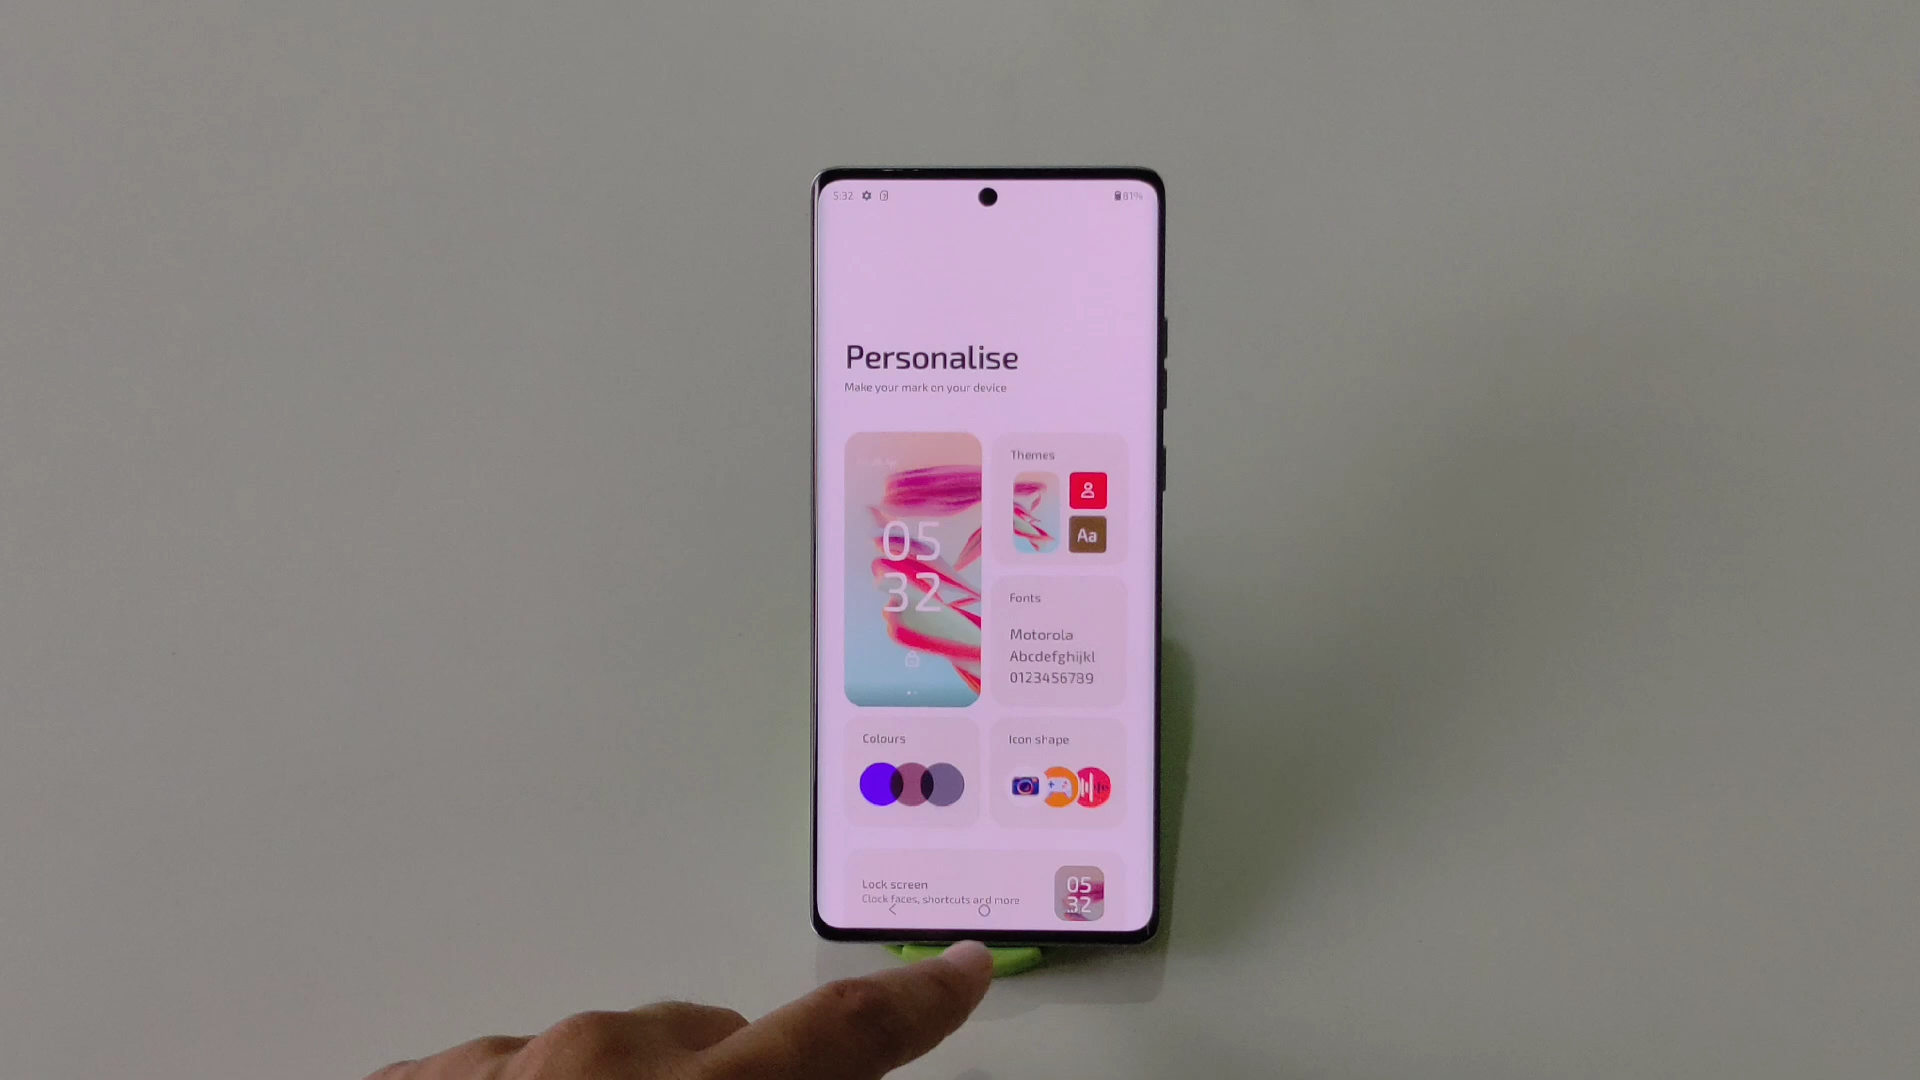 5:32
81%
Personalise
Make your mark on your device
05
32
Themes
Aa
Fonts
Motorola
Abcdefghijkl
0123456789
Colours
Icon shape
Lock screen
Clock faces, shortcuts and more
05
32